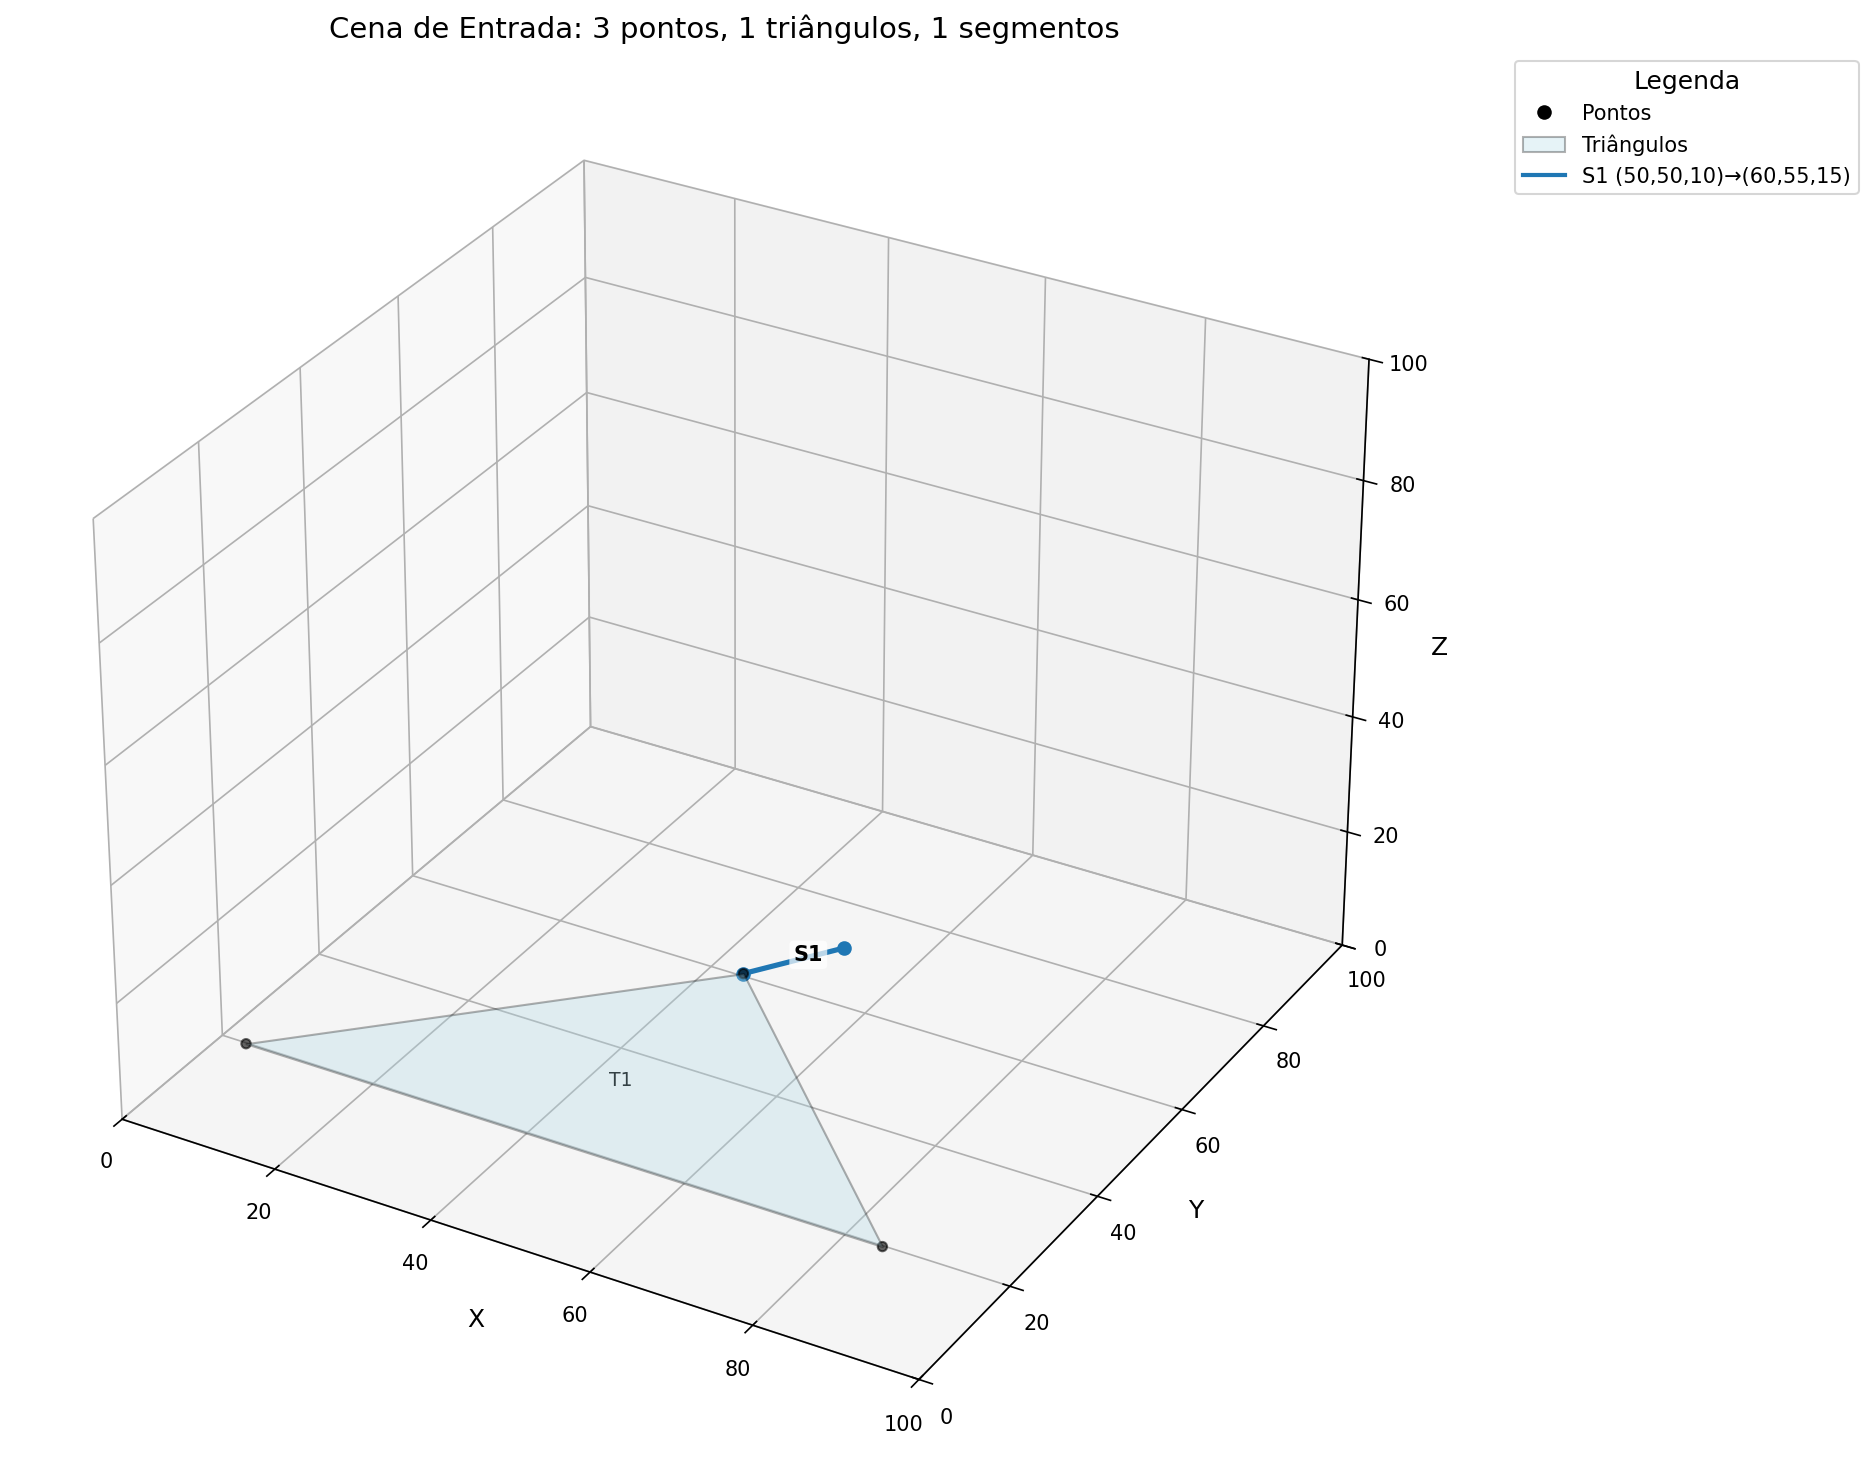 Cena de Entrada: 3 pontos, 1 triângulos, 1 segmentos
Legenda
Pontos
Triângulos
S1 (50,50,10)→(60,55,15)
100
80
60
Z
40
20
0
100
S1
80
T1
60
0
Y
40
20
40
20
X
60
80
100
0